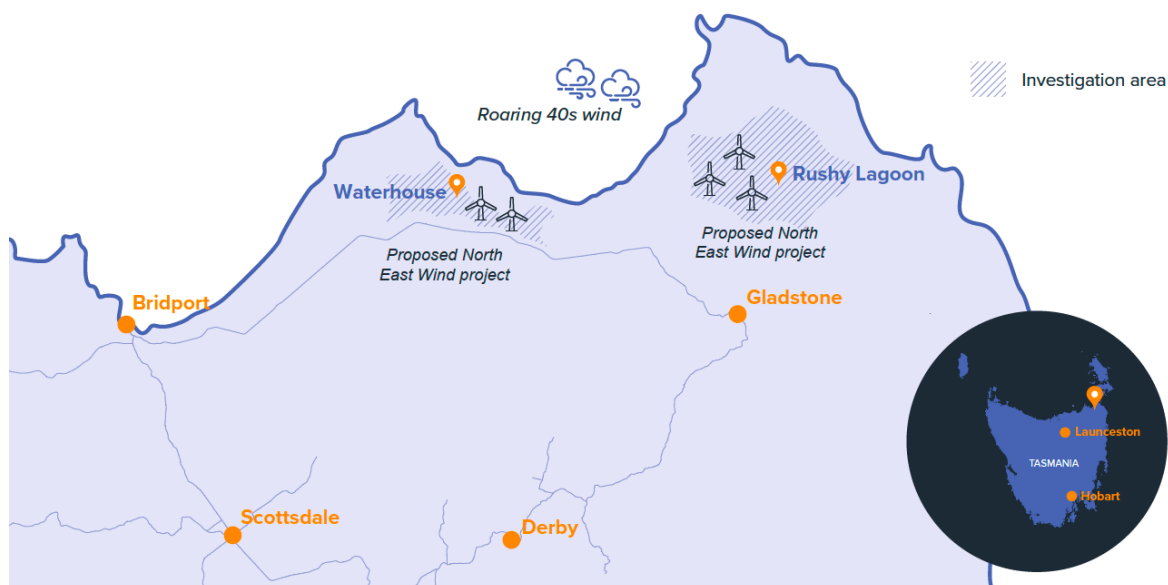 Investigation area
Roaring 40s wind
Waterhouse
Rushy Lagoon
Proposed North
East Wind project
Proposed North
East Wind project
Bridport
Gladstone
Launceston
TASMANIA
Hobart
Scottsdale
Derby